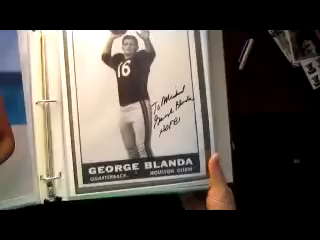 16
To Michael
George Blanda
HOF 81
GEORGE BLANDA
QUARTERBACK HOUSTON OILERS